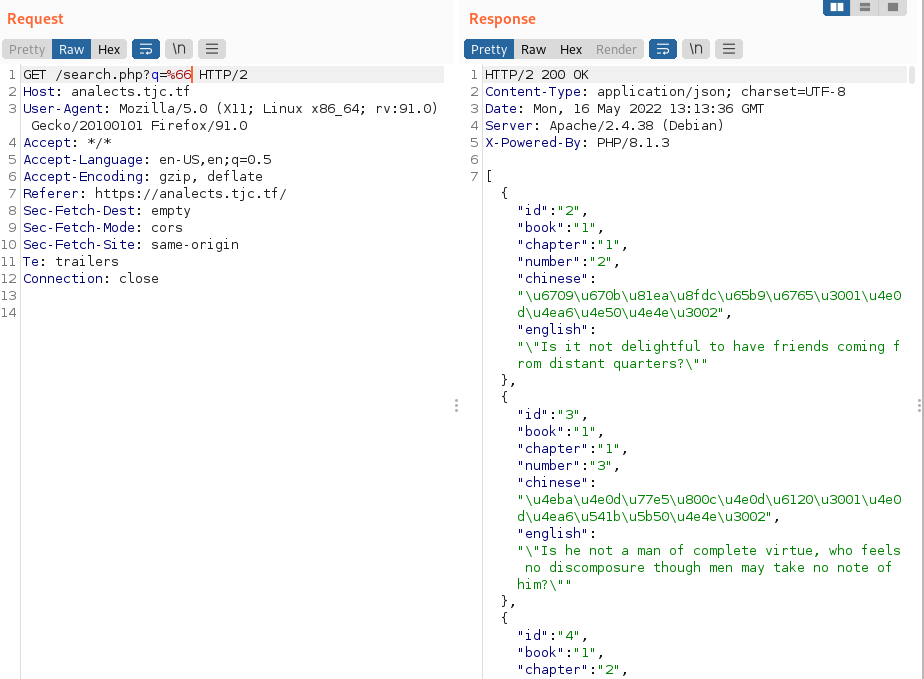 Request
Pretty Raw Hex \n
1 GET /search.php?q=%66 HTTP/2
2 Host: analects.tjc.tf
3 User-Agent: Mozilla/5.0 (X11; Linux x86_64; rv:91.0)
Gecko/20100101 Firefox/91.0
4 Accept: */*
5 Accept-Language: en-US,en;q=0.5
6 Accept-Encoding: gzip, deflate
7 Referer: https://analects.tjc.tf/
8 Sec-Fetch-Dest: empty
9 Sec-Fetch-Mode: cors
10 Sec-Fetch-Site: same-origin
11 Te: trailers
12 Connection: close
13
14
Response
Pretty Raw Hex Render \n
1 HTTP/2 200 OK
2 Content-Type: application/json; charset=UTF-8
3 Date: Mon, 16 May 2022 13:13:36 GMT
4 Server: Apache/2.4.38 (Debian)
5 X-Powered-By: PHP/8.1.3
6
7 [
{
"id":"2",
"book":"1",
"chapter":"1",
"number":"2",
"chinese":
"\u6709\u670b\u81ea\u8fdc\u65b9\u6765\u3001\u4e0
d\u4ea6\u4e50\u4e4e\u3002",
"english":
"\"Is it not delightful to have friends coming f
rom distant quarters?\""
},
{
"id":"3",
"book":"1",
"chapter":"1",
"number":"3",
"chinese":
"\u4eba\u4e0d\u77e5\u800c\u4e0d\u6120\u3001\u4e0
d\u4ea6\u541b\u5b50\u4e4e\u3002",
"english":
"\"Is he not a man of complete virtue, who feels
no discomposure though men may take no note of
him?\""
},
{
"id":"4",
"book":"1",
"chapter":"2",